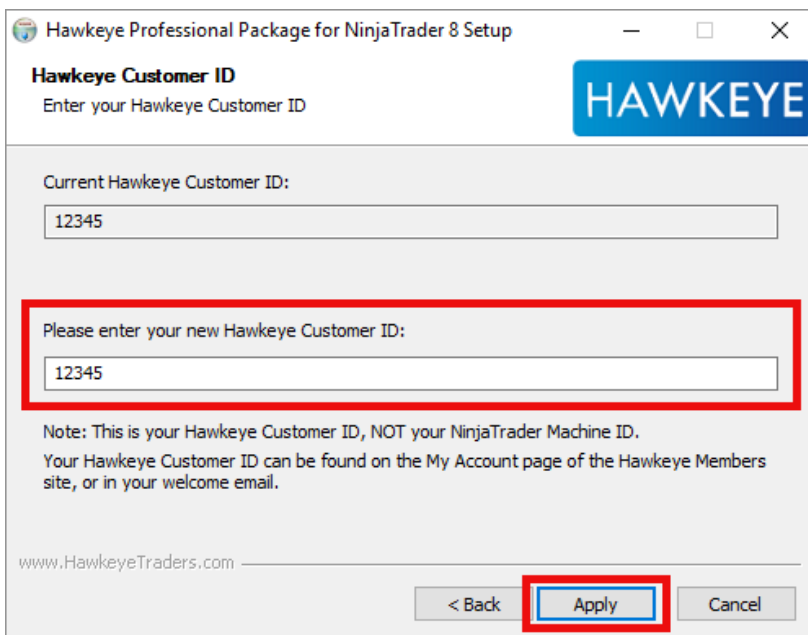 Hawkeye Professional Package for NinjaTrader 8 Setup
Hawkeye Customer ID
Enter your Hawkeye Customer ID
HAWKEYE
Current Hawkeye Customer ID:
12345
Please enter your new Hawkeye Customer ID:
12345
Note: This is your Hawkeye Customer ID, NOT your NinjaTrader Machine ID.
Your Hawkeye Customer ID can be found on the My Account page of the Hawkeye Members
site, or in your welcome email.
www.HawkeyeTraders.com
< Back Apply Cancel